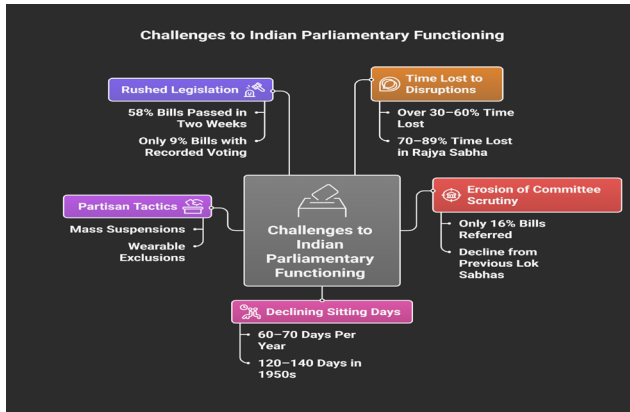 Challenges to Indian Parliamentary Functioning
Rushed Legislation
58% Bills Passed in
Two Weeks
Only 9% Bills with
Recorded Voting
Time Lost to
Disruptions
Over 30–60% Time
Lost
70–89% Time Lost
in Rajya Sabha
Partisan Tactics
Mass Suspensions
Wearable
Exclusions
Challenges to
Indian
Parliamentary
Functioning
Erosion of Committee
Scrutiny
Only 16% Bills
Referred
Decline from
Previous Lok
Sabhas
Declining Sitting Days
60–70 Days Per
Year
120–140 Days in
1950s